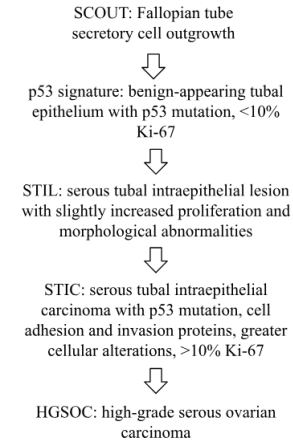 SCOUT: Fallopian tube
secretory cell outgrowth
p53 signature: benign-appearing tubal
epithelium with p53 mutation, <10%
Ki-67
STIL: serous tubal intraepithelial lesion
with slightly increased proliferation and
morphological abnormalities
STIC: serous tubal intraepithelial
carcinoma with p53 mutation, cell
adhesion and invasion proteins, greater
cellular alterations, >10% Ki-67
HGSOC: high-grade serous ovarian
carcinoma